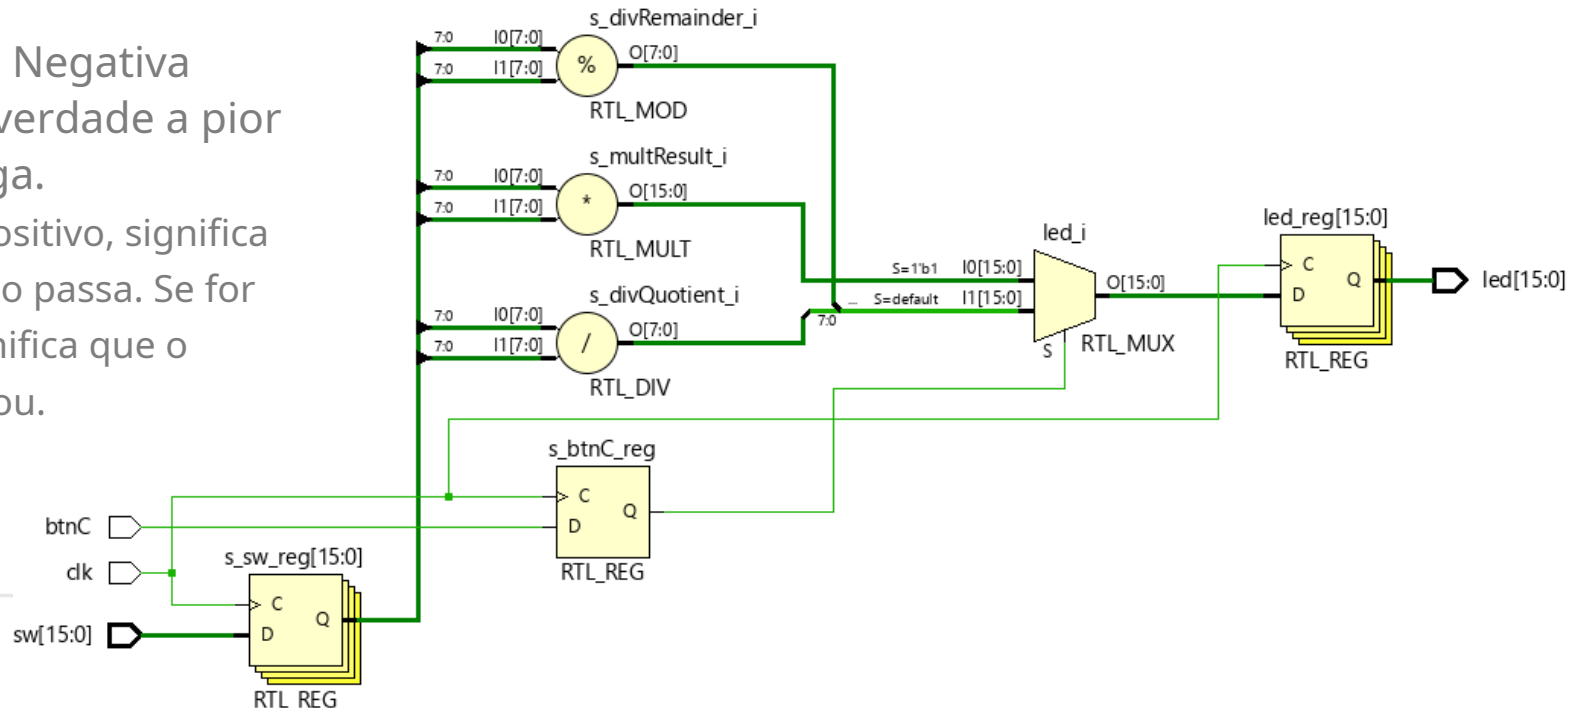 Negativa
verdade a pior
ga.
ositivo, significa
o passa. Se for
nifica que o
ou.
s_divRemainder_i
7:0 I0[7:0]
7:0 I1[7:0]
%
O[7:0]
RTL_MOD
s_multResult_i
7:0 I0[7:0]
7:0 I1[7:0]
*
O[15:0]
RTL_MULT
s_divQuotient_i
7:0 I0[7:0]
7:0 I1[7:0]
/
O[7:0]
RTL_DIV
led_i
S=1'b1 I0[15:0]
... S=default I1[15:0]
7:0
O[15:0]
S
RTL_MUX
led_reg[15:0]
C
D
Q
RTL_REG
led[15:0]
s_btnC_reg
C
D
Q
RTL_REG
btnC
clk
sw[15:0]
s_sw_reg[15:0]
C
D
Q
RTL_REG